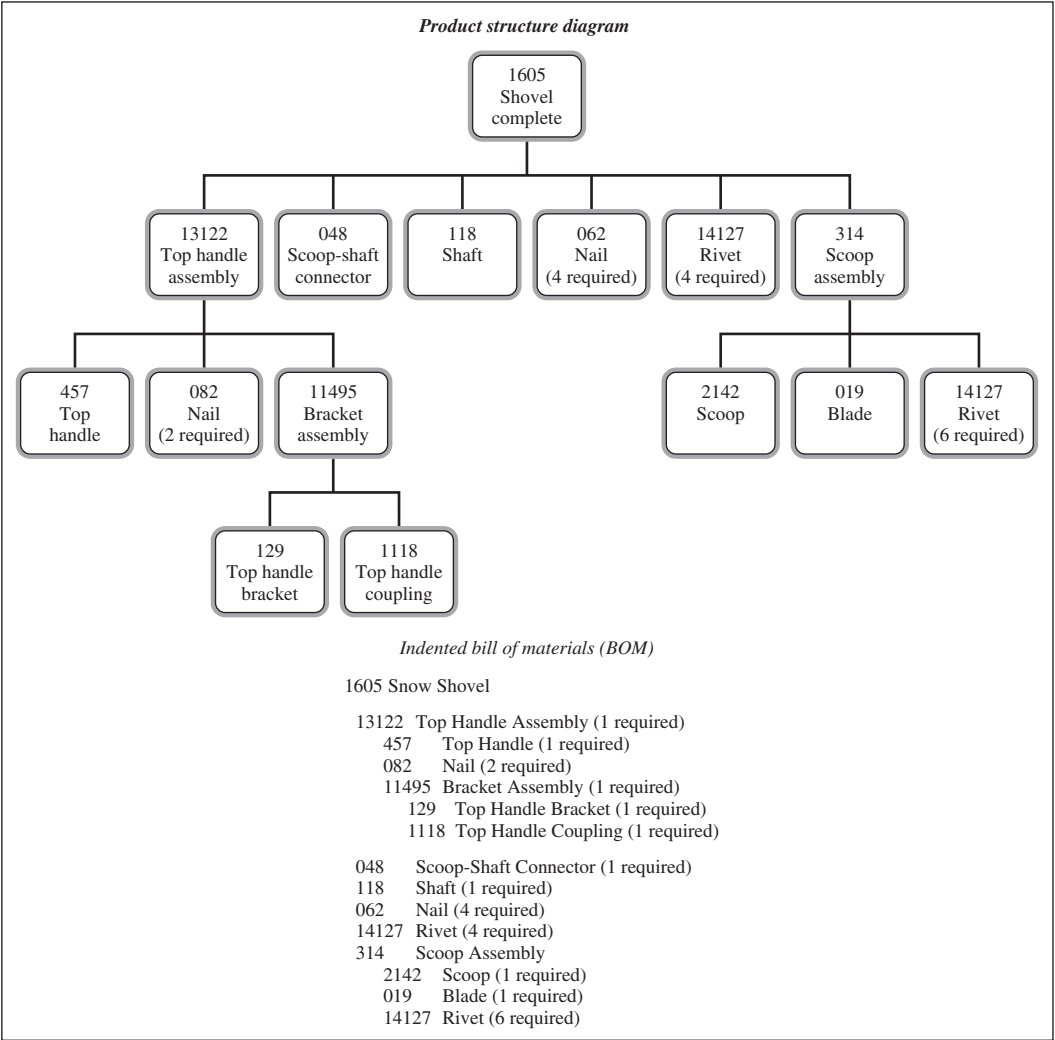 Product structure diagram
1605
Shovel
complete
13122
Top handle
assembly
048
Scoop-shaft
connector
118
Shaft
062
Nail
(4 required)
14127
Rivet
(4 required)
314
Scoop
assembly
457
Top
handle
082
Nail
(2 required)
11495
Bracket
assembly
2142
Scoop
019
Blade
14127
Rivet
(6 required)
129
Top handle
bracket
1118
Top handle
coupling
Indented bill of materials (BOM)
1605 Snow Shovel
13122 Top Handle Assembly (1 required)
457 Top Handle (1 required)
082 Nail (2 required)
11495 Bracket Assembly (1 required)
129 Top Handle Bracket (1 required)
1118 Top Handle Coupling (1 required)
048 Scoop-Shaft Connector (1 required)
118 Shaft (1 required)
062 Nail (4 required)
14127 Rivet (4 required)
314 Scoop Assembly
2142 Scoop (1 required)
019 Blade (1 required)
14127 Rivet (6 required)